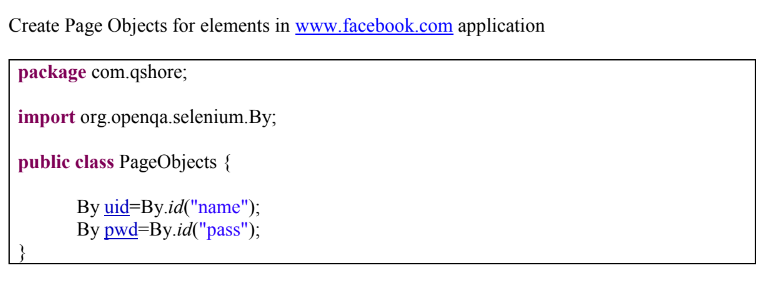 Create Page Objects for elements in www.facebook.com application
package com.qshore;
import org.openqa.selenium.By;
public class PageObjects {
By uid=By.id("name");
By pwd=By.id("pass");
}